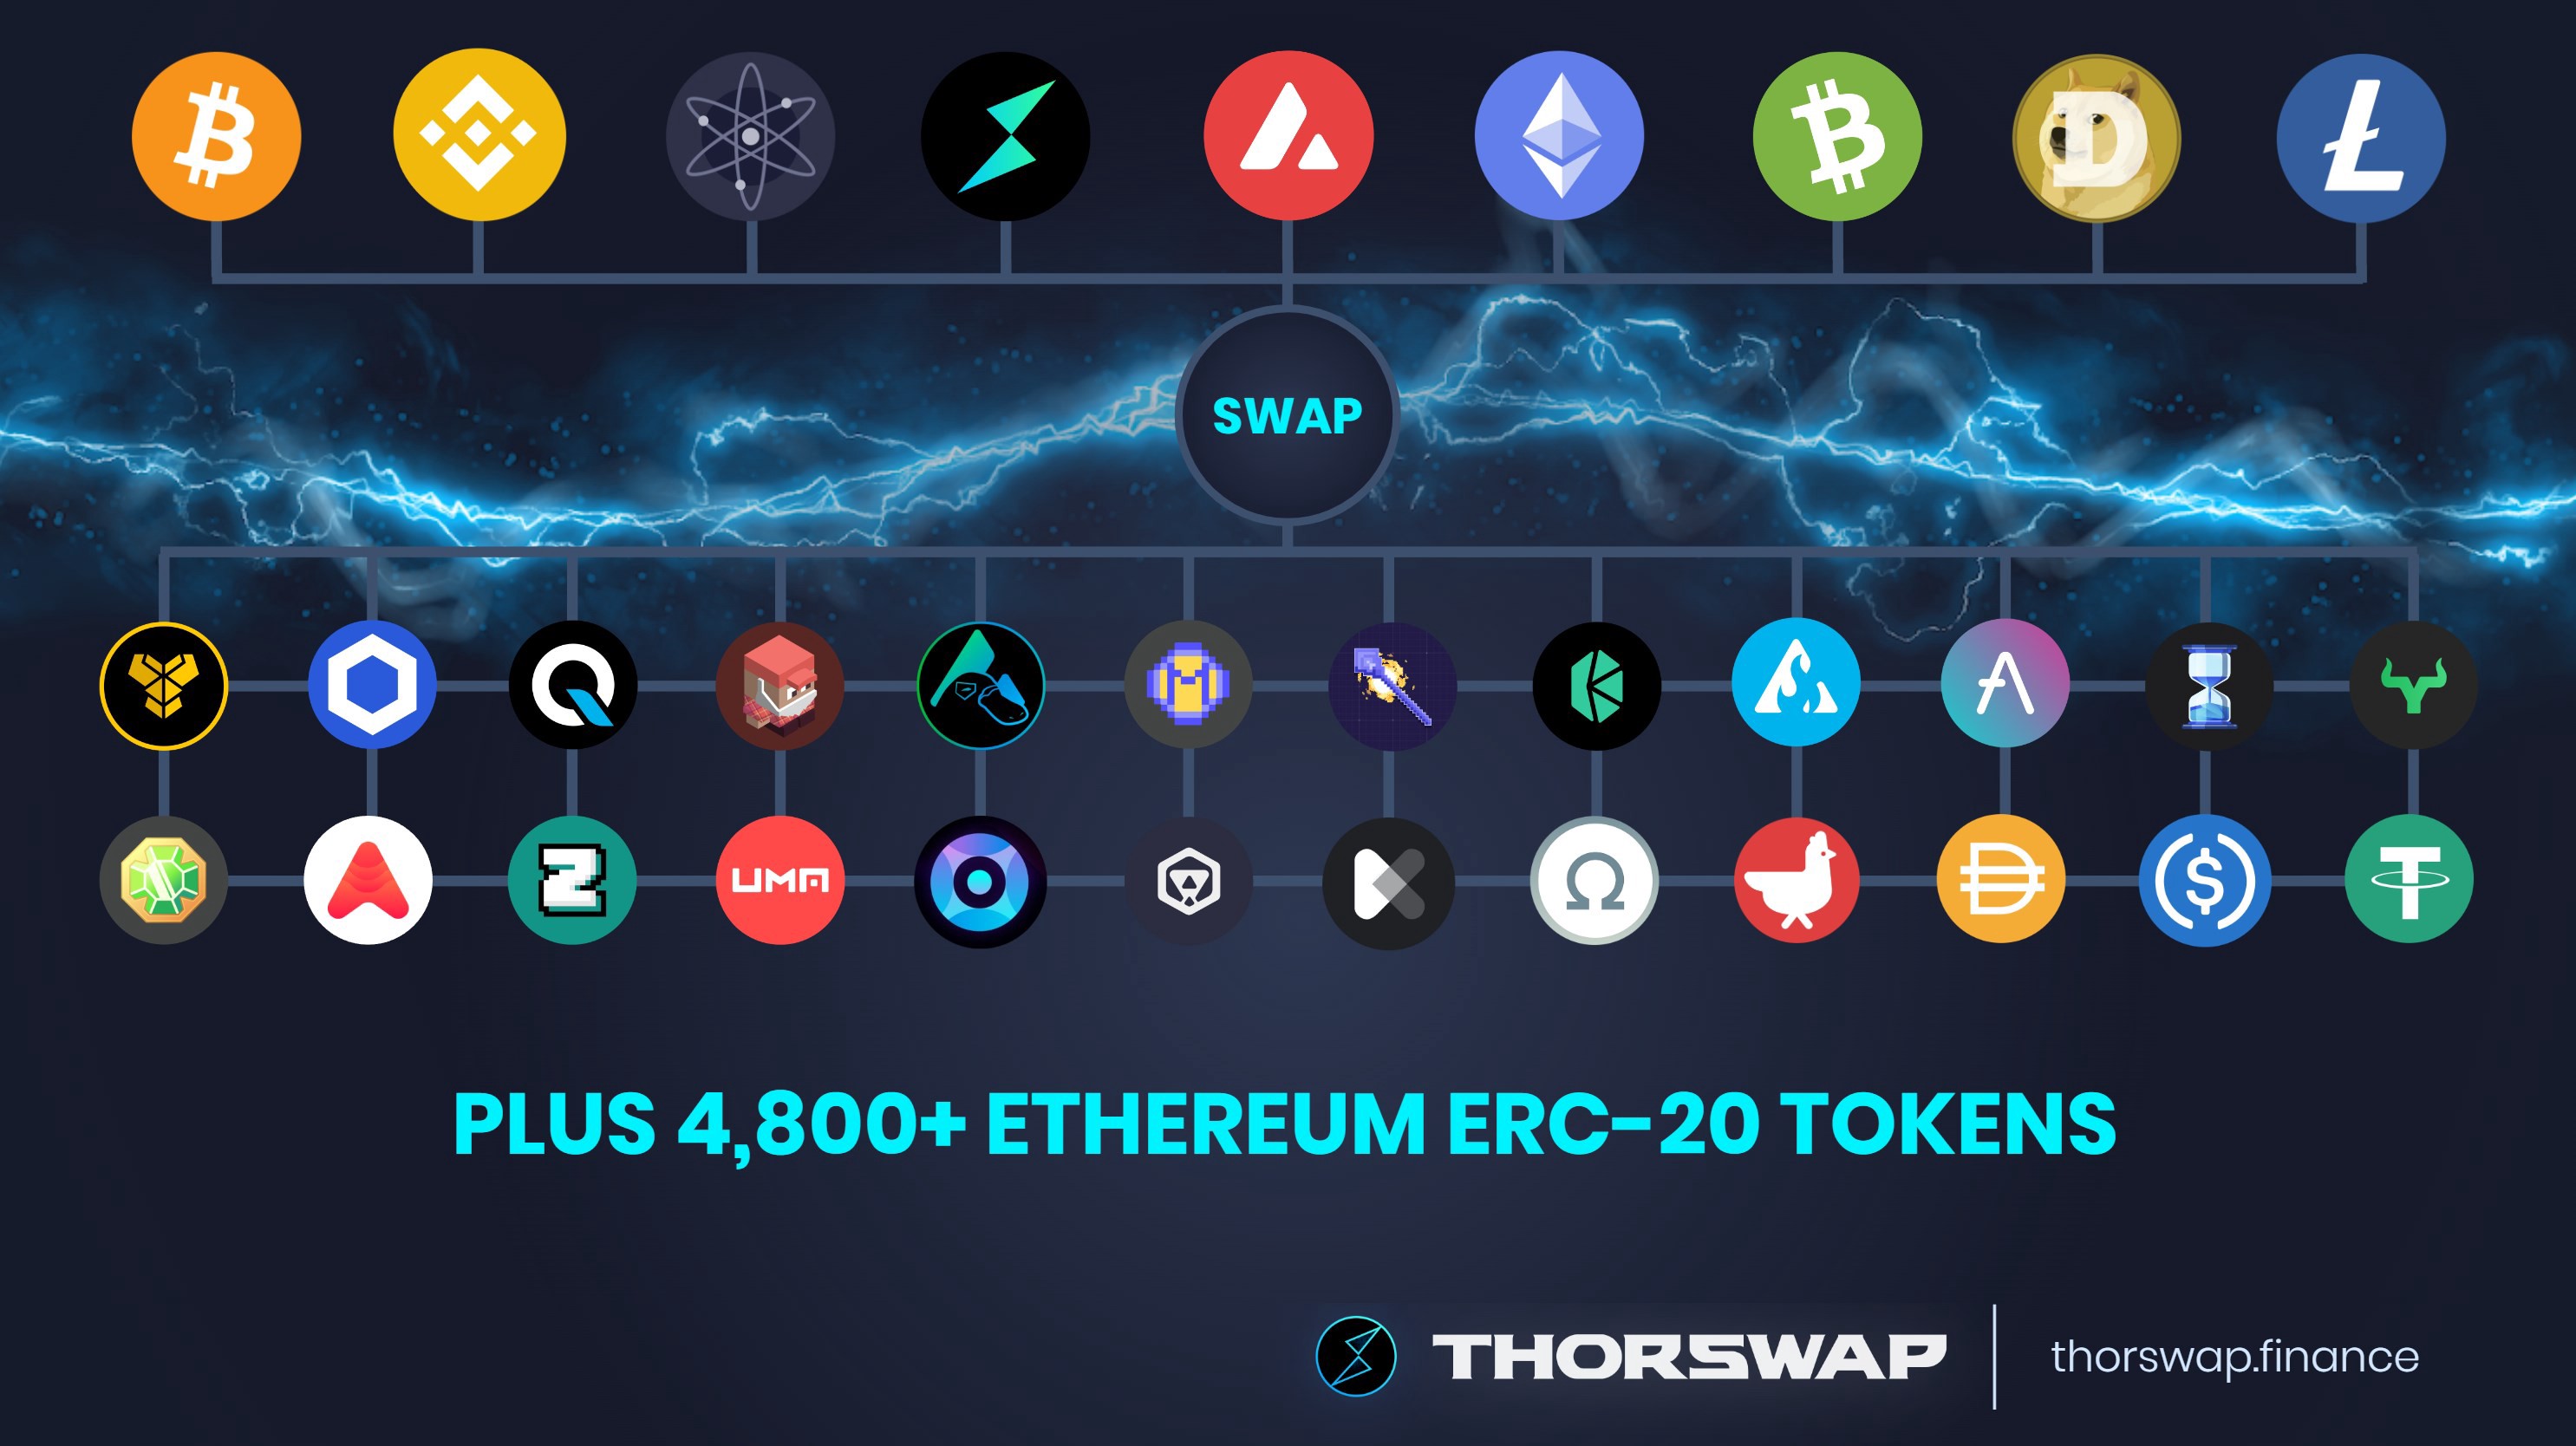 SWAP
UMA
PLUS 4,800+ ETHEREUM ERC-20 TOKENS
THORSWAP
thorswap.finance